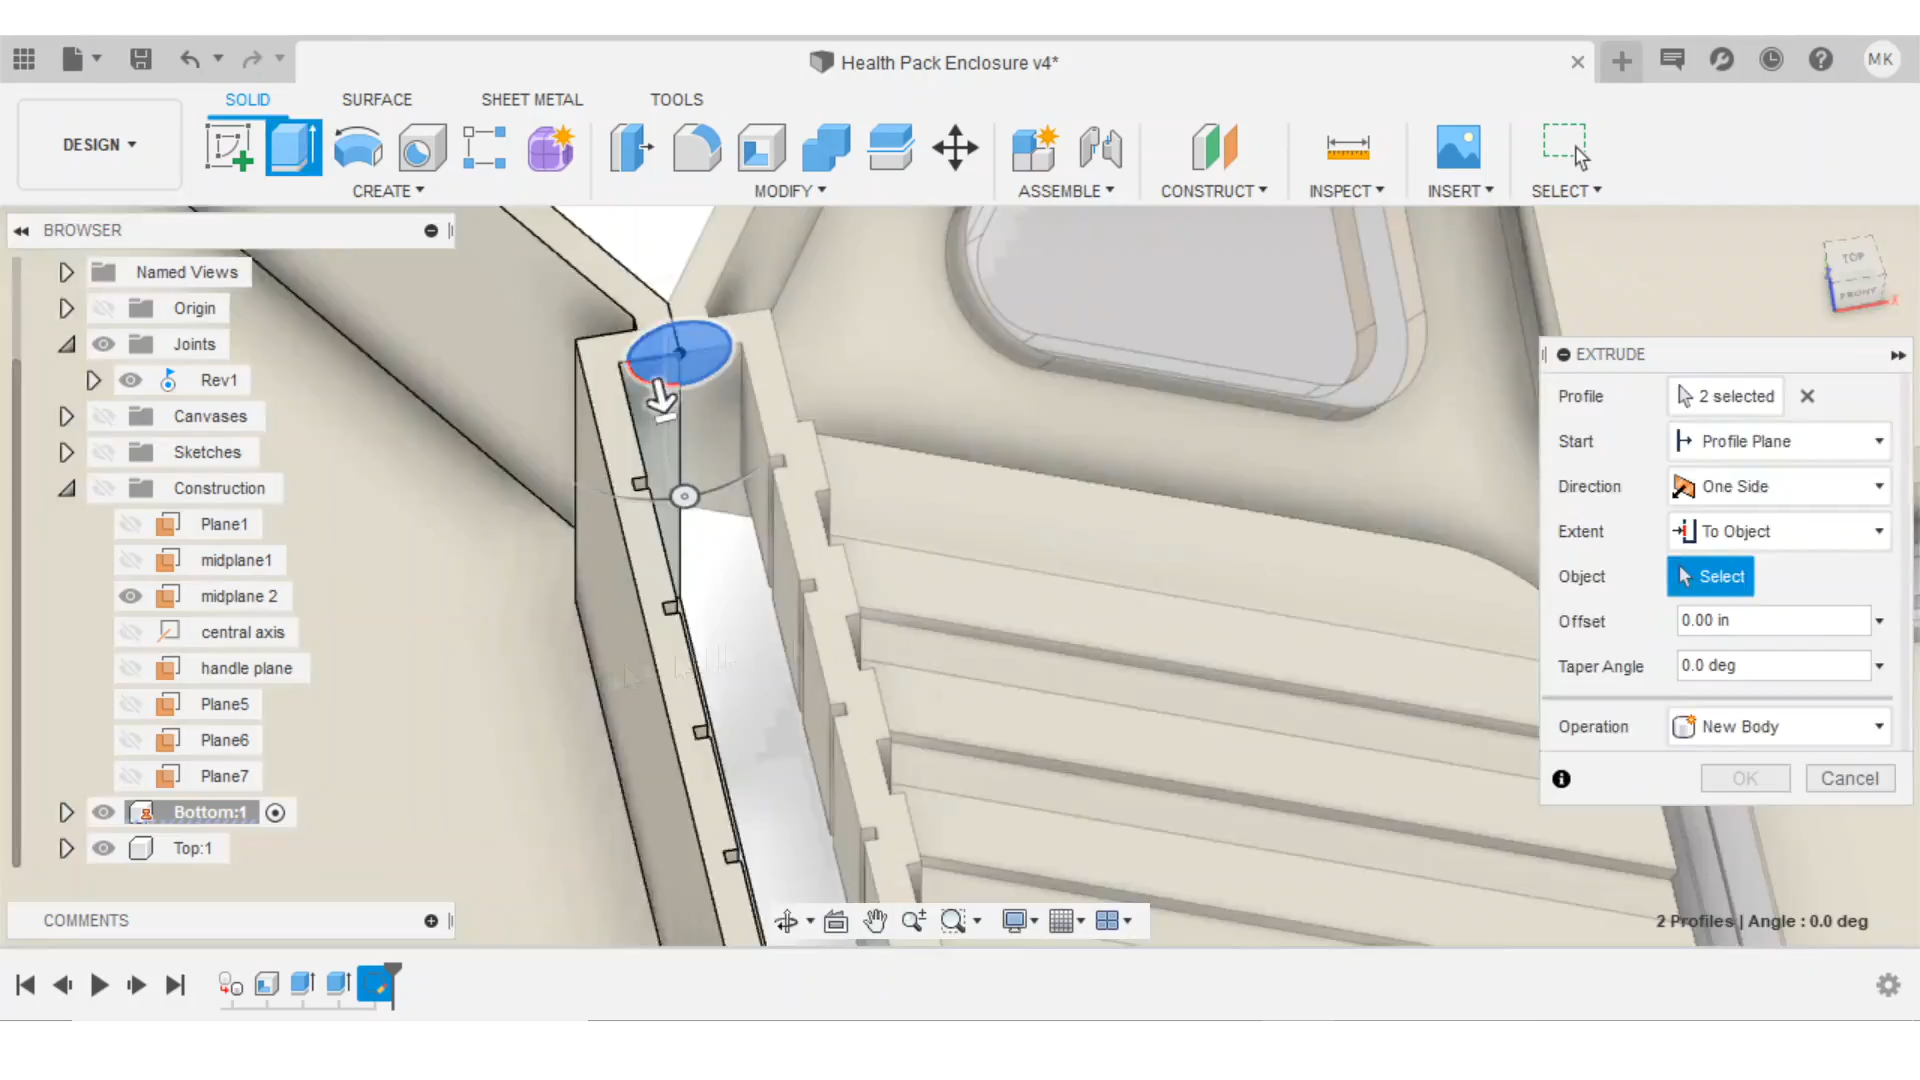 Health Pack Enclosure v4*
MK
SOLID
SURFACE
SHEET METAL
TOOLS
DESIGN
CREATE
MODIFY
ASSEMBLE
CONSTRUCT
INSPECT
INSERT
SELECT
BROWSER
Named Views
Origin
Joints
Rev1
Canvases
Sketches
Construction
Plane1
midplane1
midplane 2
central axis
handle plane
Plane5
Plane6
Plane7
Bottom:1
Top:1
COMMENTS
TOP
FRONT
X
EXTRUDE
Profile 2 selected
Start Profile Plane
Direction One Side
Extent To Object
Object Select
Offset 0.00 in
Taper Angle 0.0 deg
Operation New Body
OK Cancel
2 Profiles | Angle : 0.0 deg